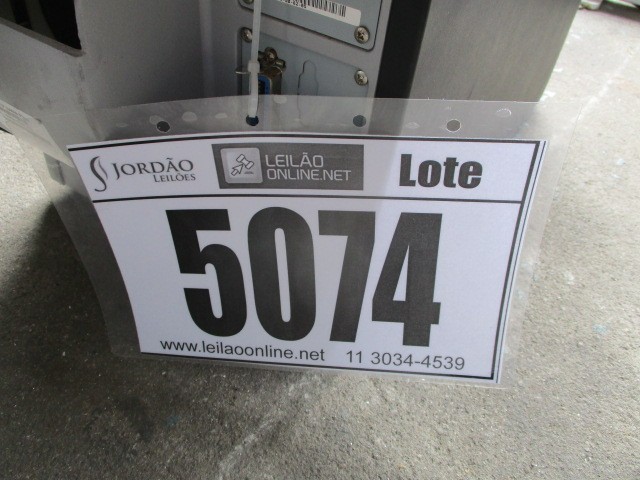 JORDÃO
LEILÕES
LEILÃO
ONLINE.NET
Lote
5074
www.leilaoonline.net 11 3034-4539